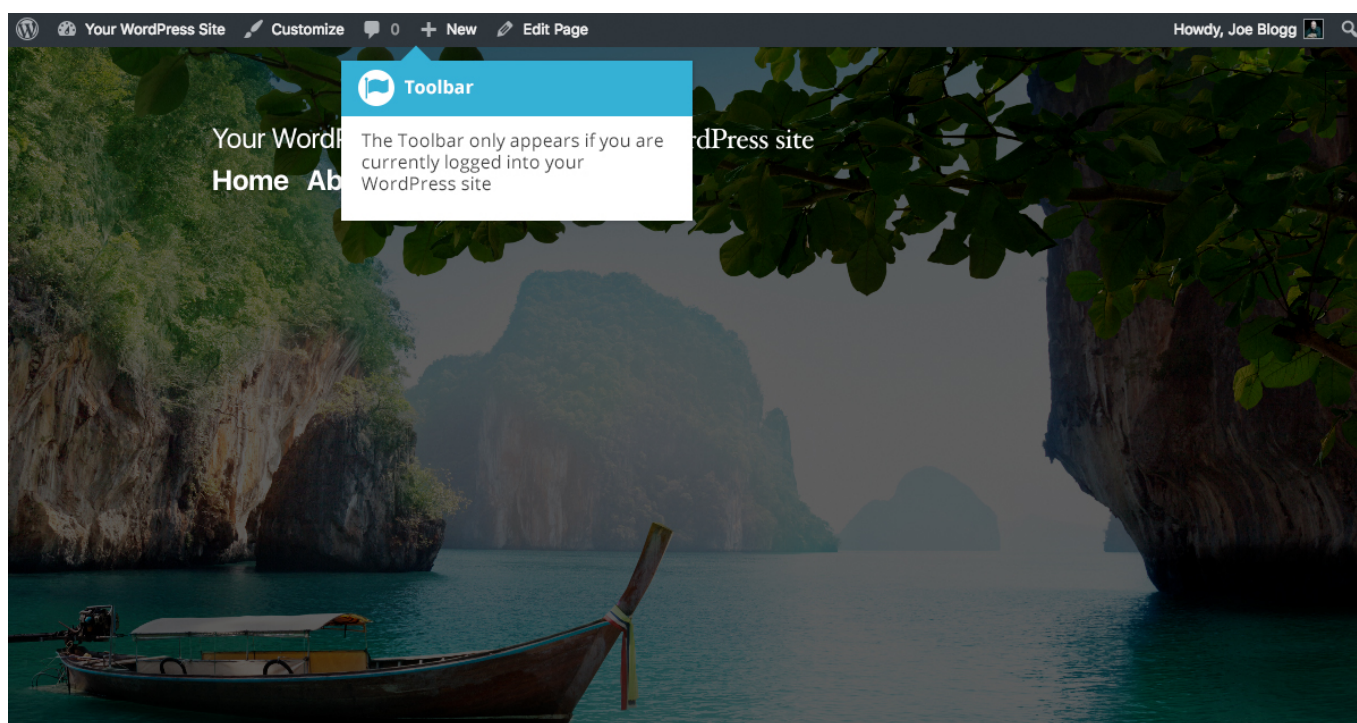 Your WordPress Site Customize 0 New Edit Page Howdy, Joe Blogg
Toolbar
The Toolbar only appears if you are
currently logged into your
WordPress site
Your Word
rdPress site
Home Ab